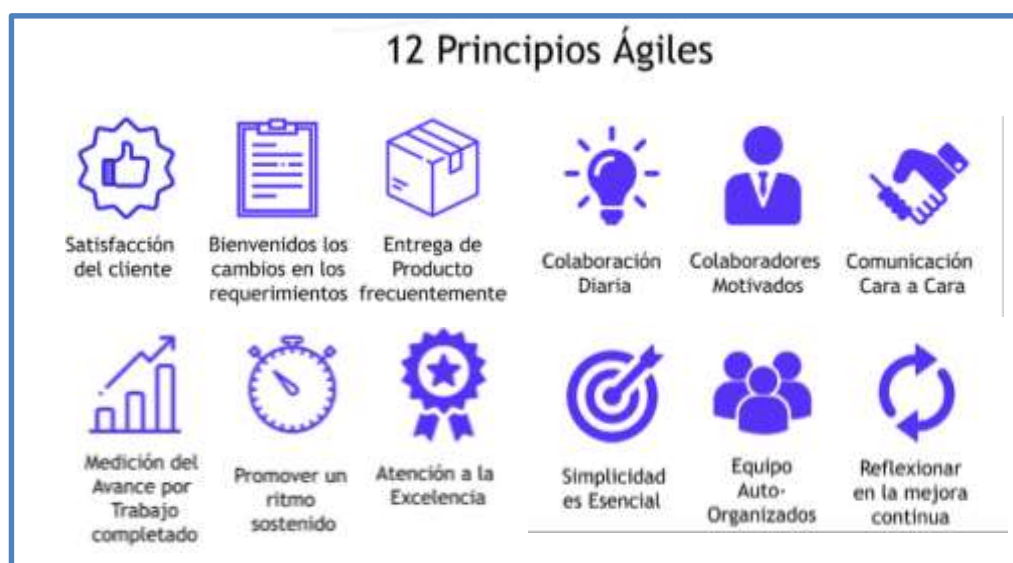 12 Principios Ágiles
Satisfacción
del cliente
Bienvenidos los
cambios en los
requerimientos
Entrega de
Producto
frecuentemente
Colaboración
Diaria
Colaboradores
Motivados
Comunicación
Cara a Cara
Medición del
Avance por
Trabajo
completado
Promover un
ritmo
sostenido
Atención a la
Excelencia
Simplicidad
es Esencial
Equipo
Auto-
Organizados
Reflexionar
en la mejora
continua